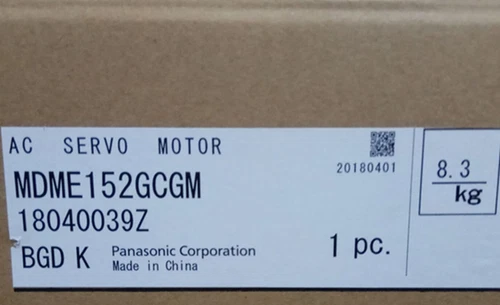 AC SERVO MOTOR
20180401
8.3
kg
MDME152GCGM
18040039Z
BGD K Panasonic Corporation
Made in China
1 pc.